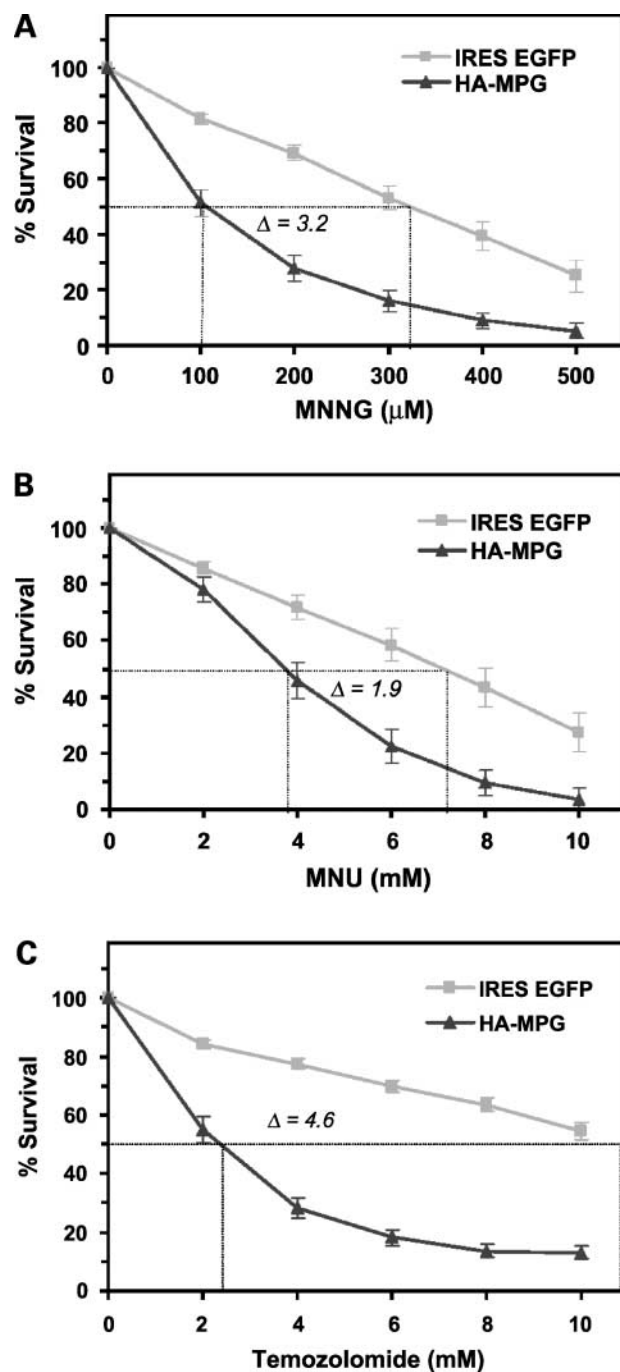 A
IRES EGFP
HA-MPG
100
80
60
40
20
0
% Survival
Δ = 3.2
0 100 200 300 400 500
MNNG (μM)
B
IRES EGFP
HA-MPG
100
80
60
40
20
0
% Survival
Δ = 1.9
0 2 4 6 8 10
MNU (mM)
C
IRES EGFP
HA-MPG
100
80
60
40
20
0
% Survival
Δ = 4.6
0 2 4 6 8 10
Temozolomide (mM)